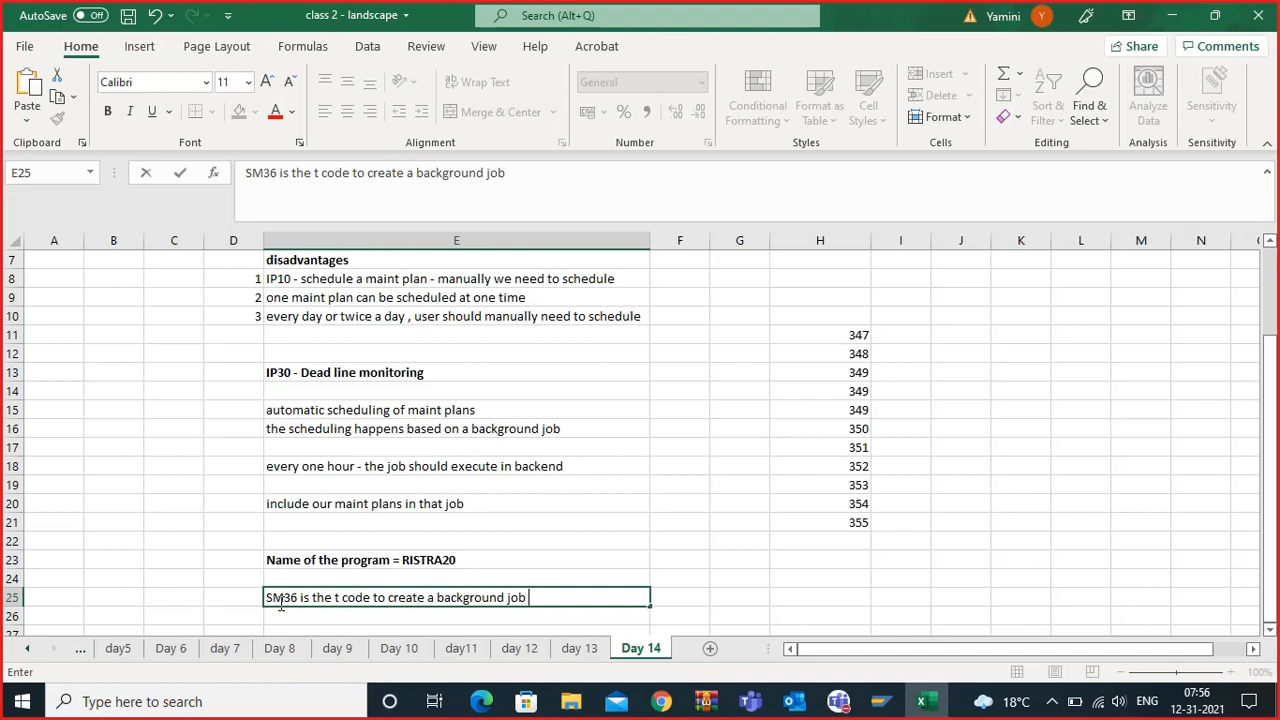 AutoSave Off
class 2 - landscape
Search (Alt+Q)
Yamini
Y
File Home Insert Page Layout Formulas Data Review View Help Acrobat
Share Comments
Paste
Calibri 11
Wrap Text
Merge & Center
General
Conditional Formatting
Format as Table
Cell Styles
Insert
Delete
Format
Sort & Filter
Find & Select
Analyze Data
Sensitivity
Clipboard Font Alignment Number Styles Cells Editing Analysis Sensitivity
E25
fx
SM36 is the t code to create a background job
A B C D E F G H I J K L M N
7 disadvantages
8 1 IP10 - schedule a maint plan - manually we need to schedule
9 2 one maint plan can be scheduled at one time
10 3 every day or twice a day , user should manually need to schedule
11 347
12 348
13 IP30 - Dead line monitoring 349
14 349
15 automatic scheduling of maint plans 349
16 the scheduling happens based on a background job 350
17 351
18 every one hour - the job should execute in backend 352
19 353
20 include our maint plans in that job 354
21 355
22
23 Name of the program = RISTRA20
24
25 SM36 is the t code to create a background job
26
27
... day5 Day 6 day 7 Day 8 day 9 Day 10 day11 day 12 day 13 Day 14
Enter
100%
Type here to search
18°C
ENG
07:56
12-31-2021